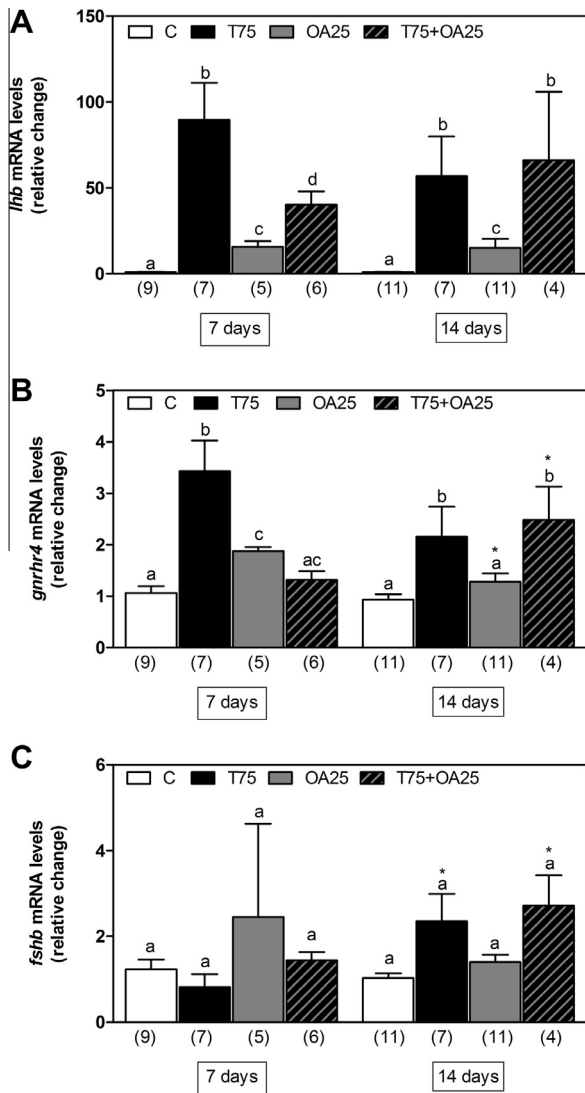 A
150
C T75 OA25 T75+OA25
100
50
0
lhb mRNA levels
(relative change)
a b c d a b c b
(9) (7) (5) (6) (11) (7) (11) (4)
7 days 14 days
B
5
C T75 OA25 T75+OA25
4
3
2
1
0
gnrhr4 mRNA levels
(relative change)
* *
a b c ac a b a b
(9) (7) (5) (6) (11) (7) (11) (4)
7 days 14 days
C
6
C T75 OA25 T75+OA25
4
2
0
fshb mRNA levels
(relative change)
* *
a a a a a a a a
(9) (7) (5) (6) (11) (7) (11) (4)
7 days 14 days